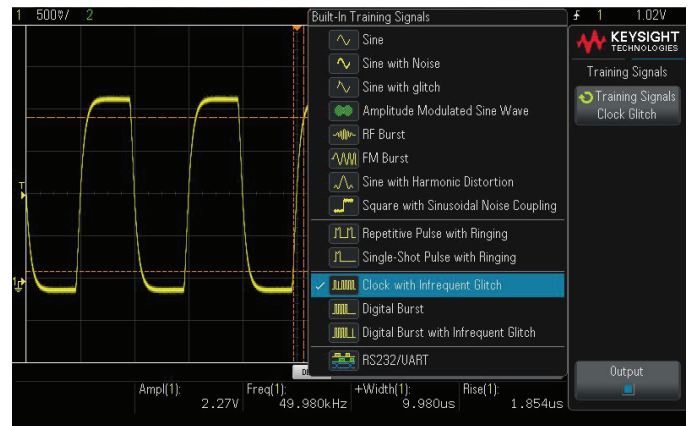 1 500V/ 2
Built-In Training Signals
1 1.02V
KEYSIGHT
TECHNOLOGIES
Training Signals
Training Signals
Clock Glitch
Sine
Sine with Noise
Sine with glitch
Amplitude Modulated Sine Wave
RF Burst
FM Burst
Sine with Harmonic Distortion
Square with Sinusoidal Noise Coupling
Repetitive Pulse with Ringing
Single-Shot Pulse with Ringing
Clock with Infrequent Glitch
Digital Burst
Digital Burst with Infrequent Glitch
RS232/UART
T
1
Output
Ampl(1): Freq(1): +Width(1): Rise(1):
2.27V 49.980kHz 9.980us 1.854us